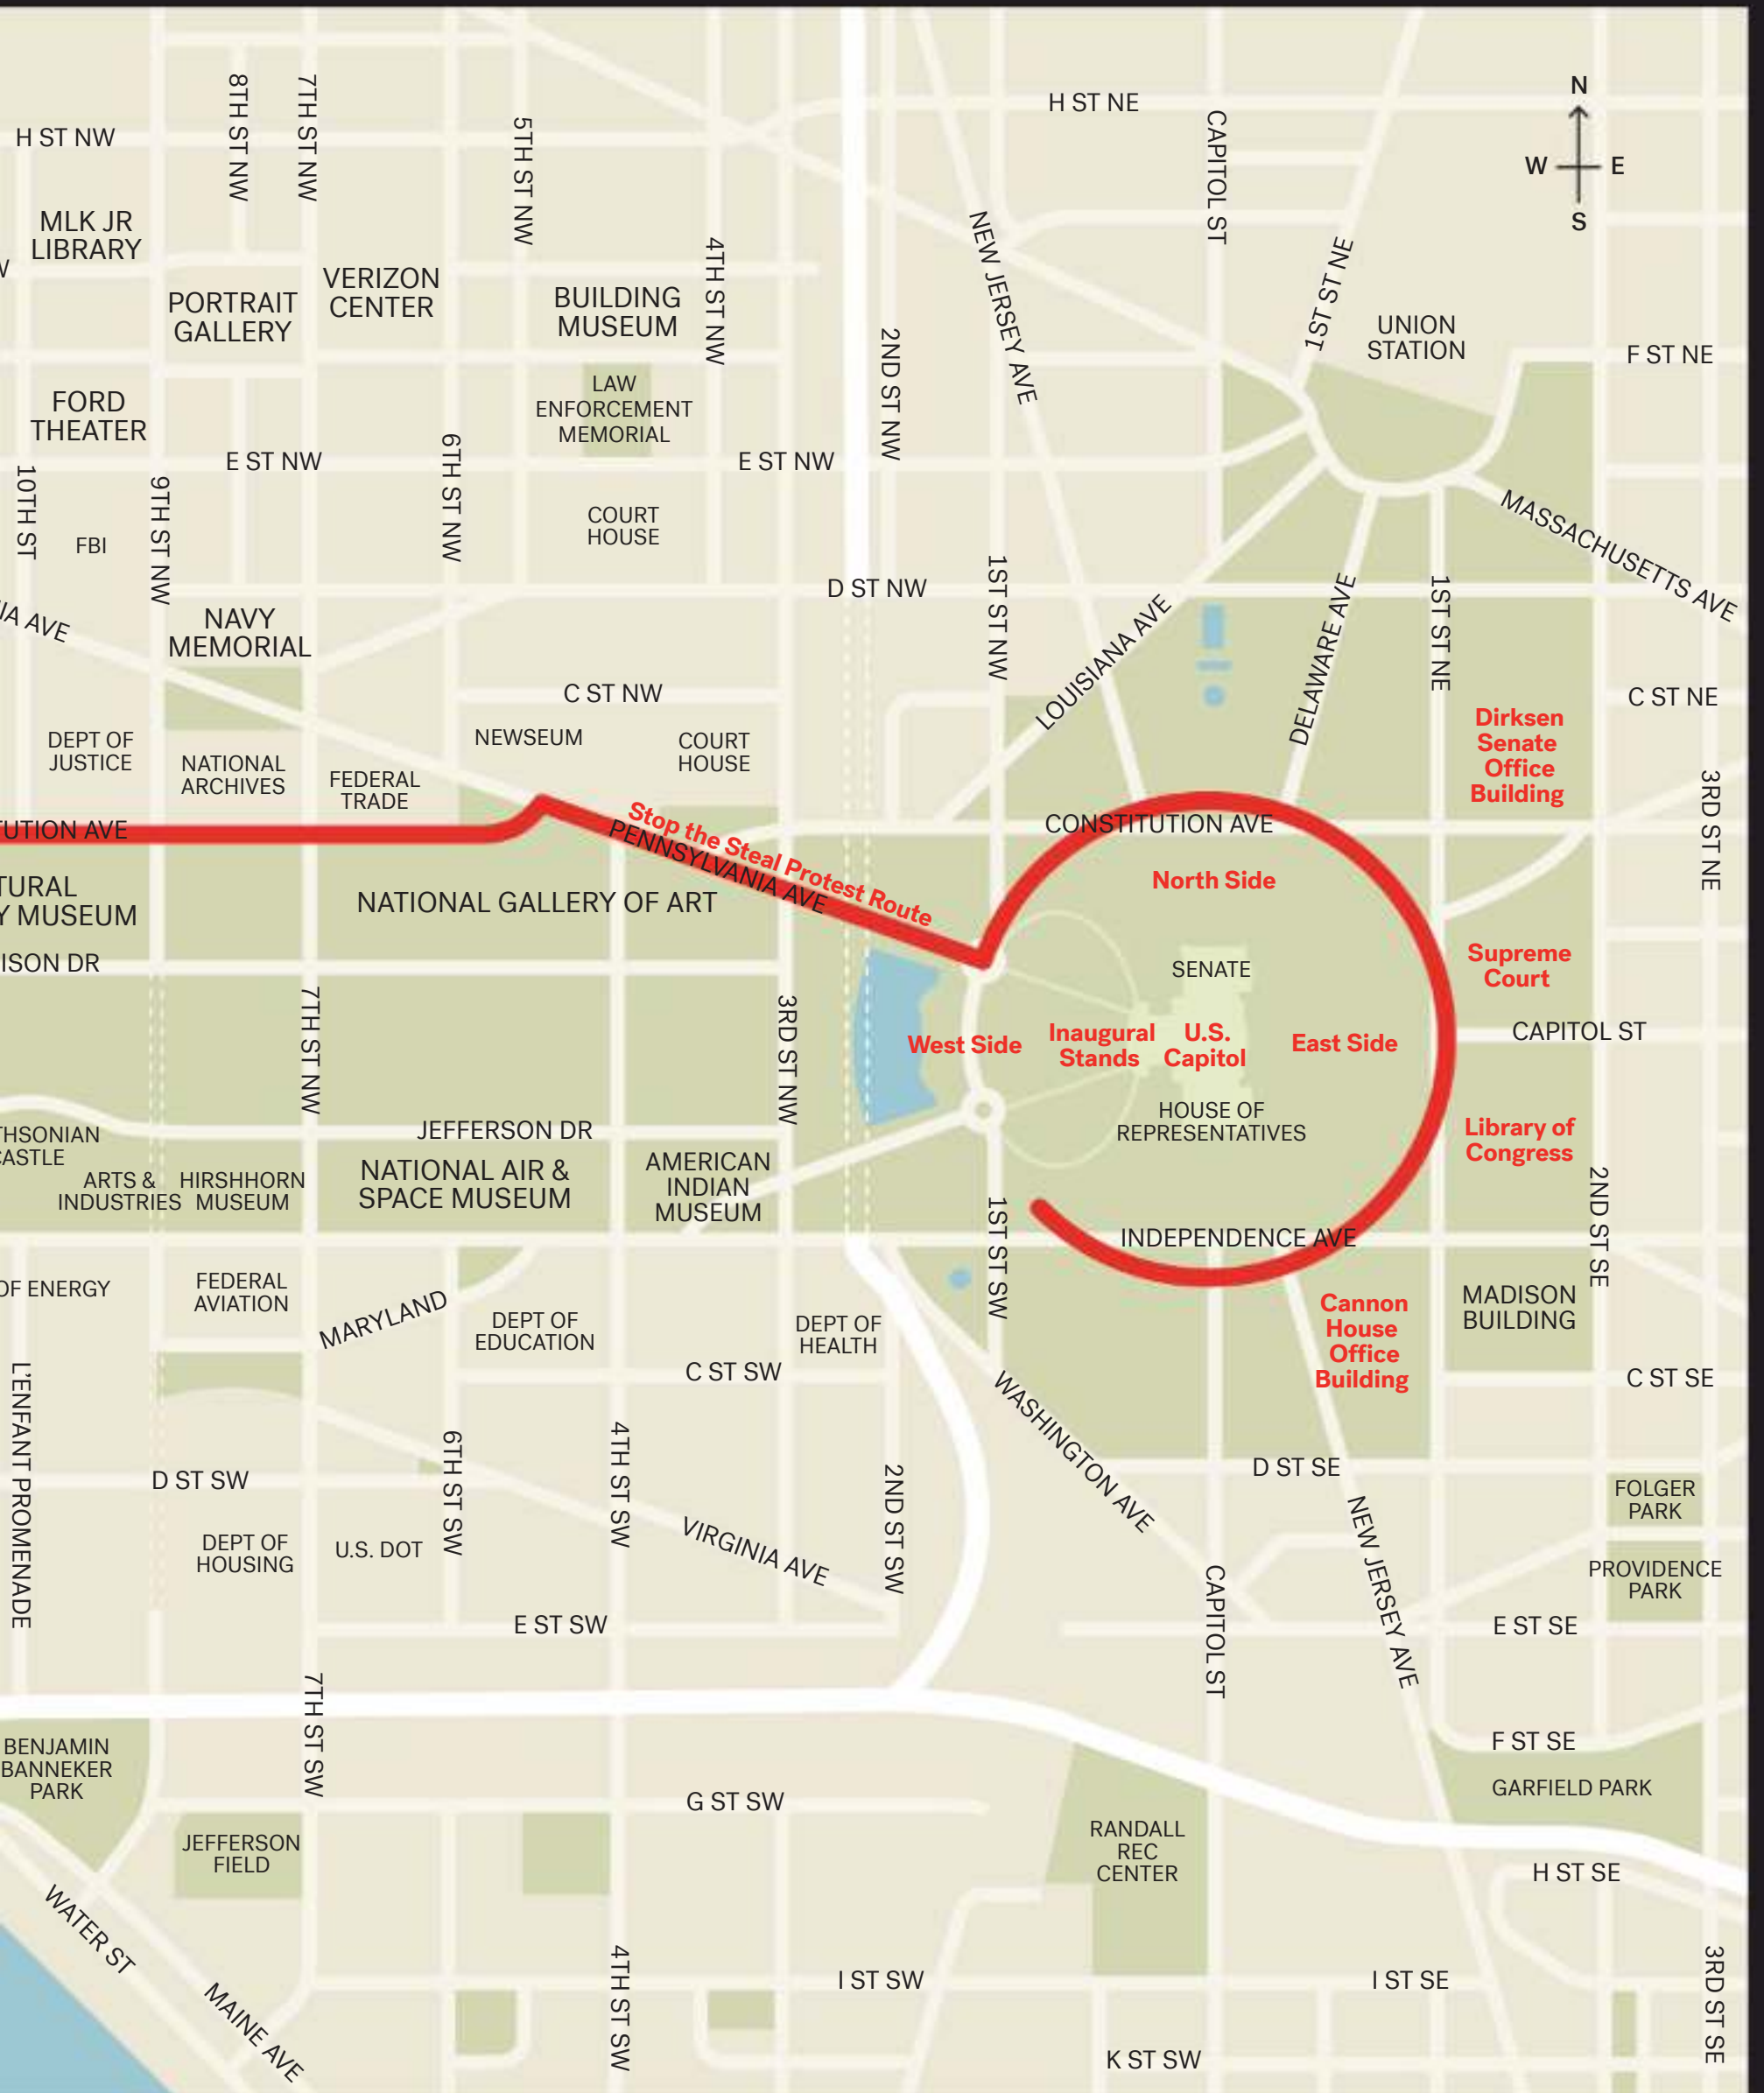 N
W E
S
H ST NE
H ST NW
8TH ST NW
7TH ST NW
5TH ST NW
CAPITOL ST
MLK JR
LIBRARY
VERIZON
CENTER
PORTRAIT
GALLERY
BUILDING
MUSEUM
4TH ST NW
2ND ST NW
NEW JERSEY AVE
1ST ST NE
UNION
STATION
F ST NE
FORD
THEATER
LAW
ENFORCEMENT
MEMORIAL
E ST NW
6TH ST NW
E ST NW
10TH ST
9TH ST NW
FBI
COURT
HOUSE
MASSACHUSETTS AVE
D ST NW
1ST ST NW
LOUISIANA AVE
DELAWARE AVE
1ST ST NE
IA AVE
NAVY
MEMORIAL
C ST NW
C ST NE
Dirksen
Senate
Office
Building
DEPT OF
JUSTICE
NATIONAL
ARCHIVES
FEDERAL
TRADE
NEWSEUM
COURT
HOUSE
3RD ST NE
TUTION AVE
Stop the Steal Protest Route
PENNSYLVANIA AVE
CONSTITUTION AVE
North Side
TURAL
Y MUSEUM
NATIONAL GALLERY OF ART
ISON DR
SENATE
Supreme
Court
7TH ST NW
3RD ST NW
West Side
Inaugural
Stands
U.S.
Capitol
East Side
CAPITOL ST
HOUSE OF
REPRESENTATIVES
Library of
Congress
JEFFERSON DR
THSONIAN
CASTLE
ARTS &
INDUSTRIES
HIRSHHORN
MUSEUM
NATIONAL AIR &
SPACE MUSEUM
AMERICAN
INDIAN
MUSEUM
1ST ST SW
INDEPENDENCE AVE
2ND ST SE
OF ENERGY
FEDERAL
AVIATION
MARYLAND
DEPT OF
EDUCATION
DEPT OF
HEALTH
Cannon
House
Office
Building
MADISON
BUILDING
C ST SW
C ST SE
L'ENFANT PROMENADE
WASHINGTON AVE
D ST SW
6TH ST SW
4TH ST SW
2ND ST SW
D ST SE
FOLGER
PARK
DEPT OF
HOUSING
U.S. DOT
VIRGINIA AVE
NEW JERSEY AVE
PROVIDENCE
PARK
E ST SW
CAPITOL ST
E ST SE
7TH ST SW
BENJAMIN
BANNEKER
PARK
F ST SE
GARFIELD PARK
G ST SW
JEFFERSON
FIELD
RANDALL
REC
CENTER
H ST SE
WATER ST
MAINE AVE
4TH ST SW
I ST SW
I ST SE
3RD ST SE
K ST SW